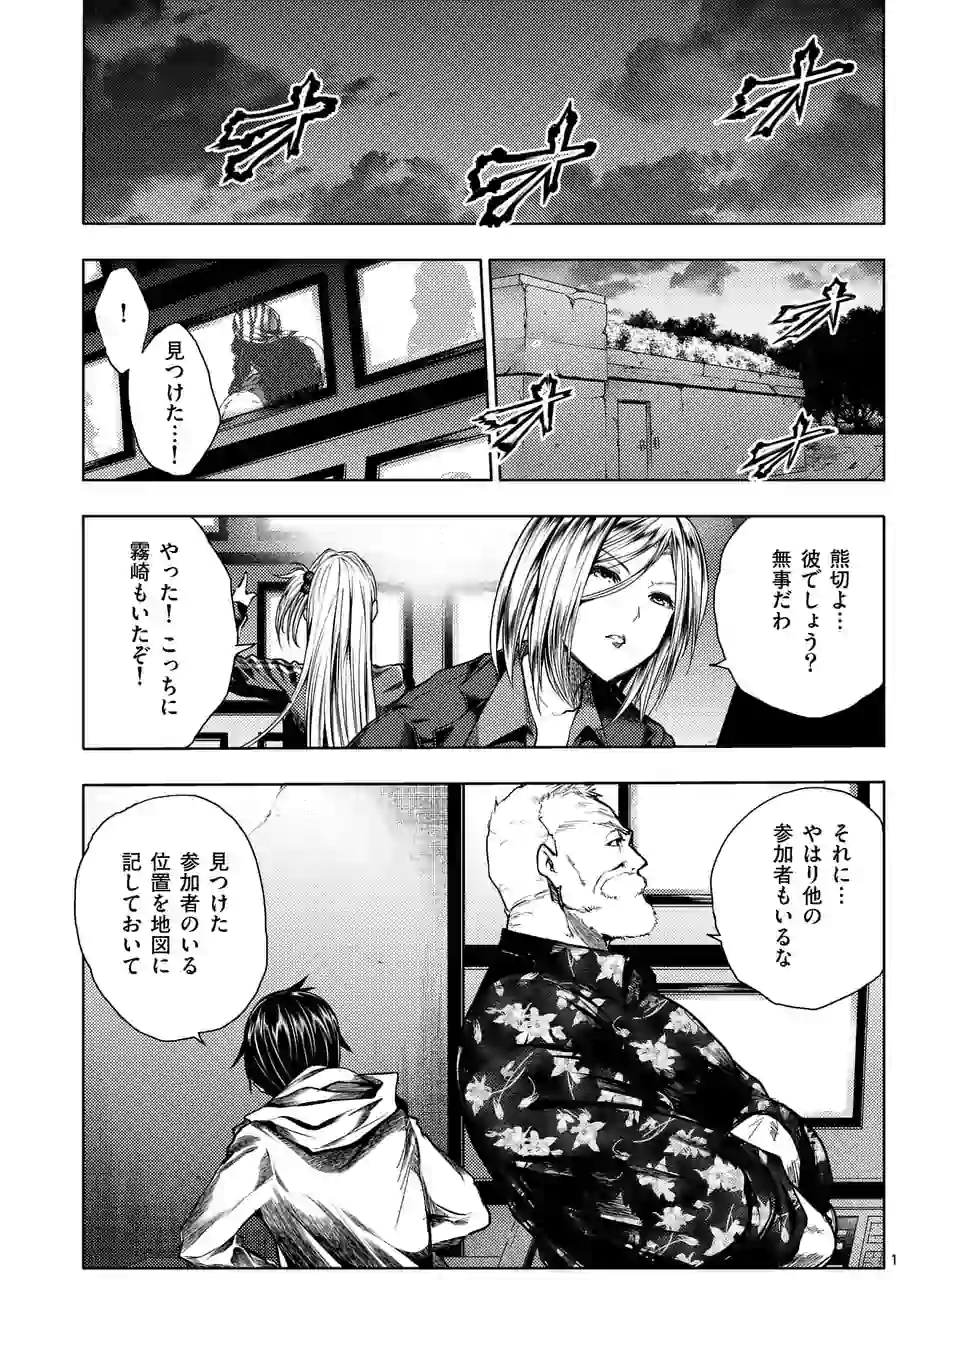 ！
見つけた…！
熊切よ…
彼でしょう？
無事だわ
やった！こっちに
霧崎もいたぞ！
それに…
やはり他の
参加者もいるな
見つけた
参加者のいる
位置を地図に
記しておいて
1